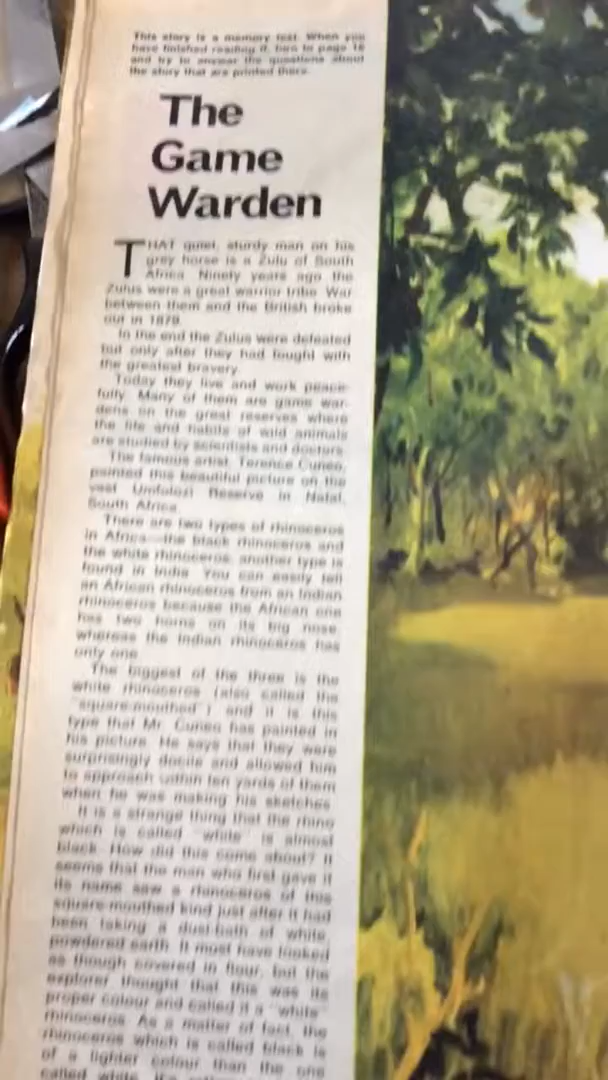 This story is a memory test. When you
have finished reading it, turn to page 16
and try to answer the questions about
the story that are printed there.
The
Game
Warden
THAT quiet, sturdy man on his
grey horse is a Zulu of South
Africa. Ninety years ago the
Zulus were a great warrior tribe. War
between them and the British broke
out in 1879.
In the end the Zulus were defeated
but only after they had fought with
the greatest bravery.
Today they live and work peace-
fully. Many of them are game war-
dens on the great reserves where
the life and habits of wild animals
are studied by scientists and doctors.
The famous artist, Terence Cuneo,
painted this beautiful picture on the
vast Umfolozi Reserve in Natal,
South Africa.
There are two types of rhinoceros
in Africa—the black rhinoceros and
the white rhinoceros; another type is
found in India. You can easily tell
an African rhinoceros from an Indian
rhinoceros because the African one
has two horns on its big nose
whereas the Indian rhinoceros has
only one.
The biggest of the three is the
white rhinoceros (also called the
"square-mouthed") and it is this
type that Mr. Cuneo has painted in
his picture. He says that they were
surprisingly docile and allowed him
to approach within ten yards of them
when he was making his sketches.
It is a strange thing that the rhino
which is called "white" is almost
black. How did this come about? It
seems that the man who first gave it
its name saw a rhinoceros of this
square-mouthed kind just after it had
been taking a dust-bath of white,
powdered earth. It must have looked
as though covered in flour, but the
explorer thought that this was its
proper colour and called it a "white"
rhinoceros. As a matter of fact, the
rhinoceros which is called black is
of a lighter colour than the one
called white.